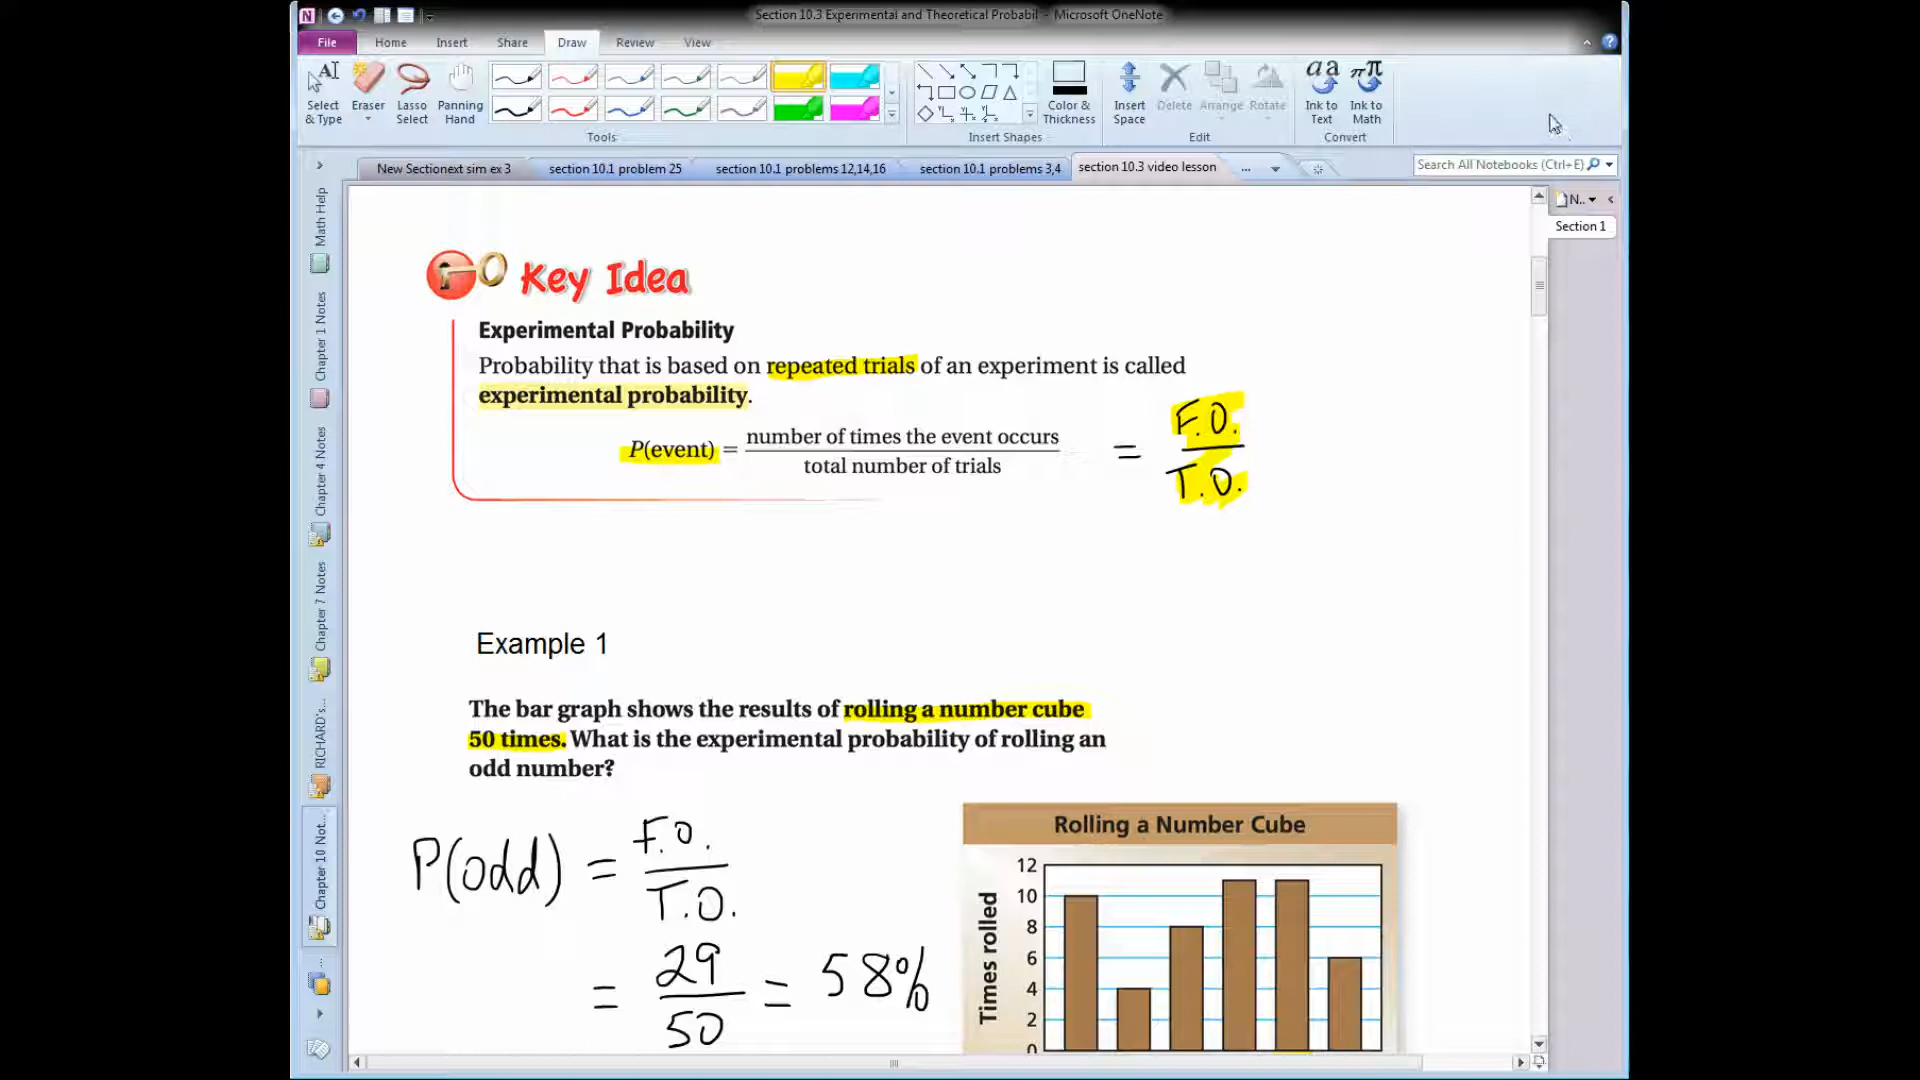 Section 10.3 Experimental and Theoretical Probabil - Microsoft OneNote
File Home Insert Share Draw Review View
Select & Type
Eraser
Lasso Select
Panning Hand
Color & Thickness
Insert Space
Delete
Arrange
Rotate
Ink to Text
Ink to Math
Tools
Insert Shapes
Edit
Convert
New Sectionext sim ex 3
section 10.1 problem 25
section 10.1 problems 12,14,16
section 10.1 problems 3,4
section 10.3 video lesson
...
Search All Notebooks (Ctrl+E)
N..
Section 1
Math Help
Chapter 1 Notes
Chapter 4 Notes
Chapter 7 Notes
RICHARD's...
Chapter 10 Not...
Key Idea
Experimental Probability
Probability that is based on repeated trials of an experiment is called
experimental probability.
P(event) = number of times the event occurs / total number of trials = F.O. / T.O.
Example 1
The bar graph shows the results of rolling a number cube
50 times. What is the experimental probability of rolling an
odd number?
P(odd) = F.O. / T.O.
= 29 / 50 = 58%
Rolling a Number Cube
Times rolled
12
10
8
6
4
2
0